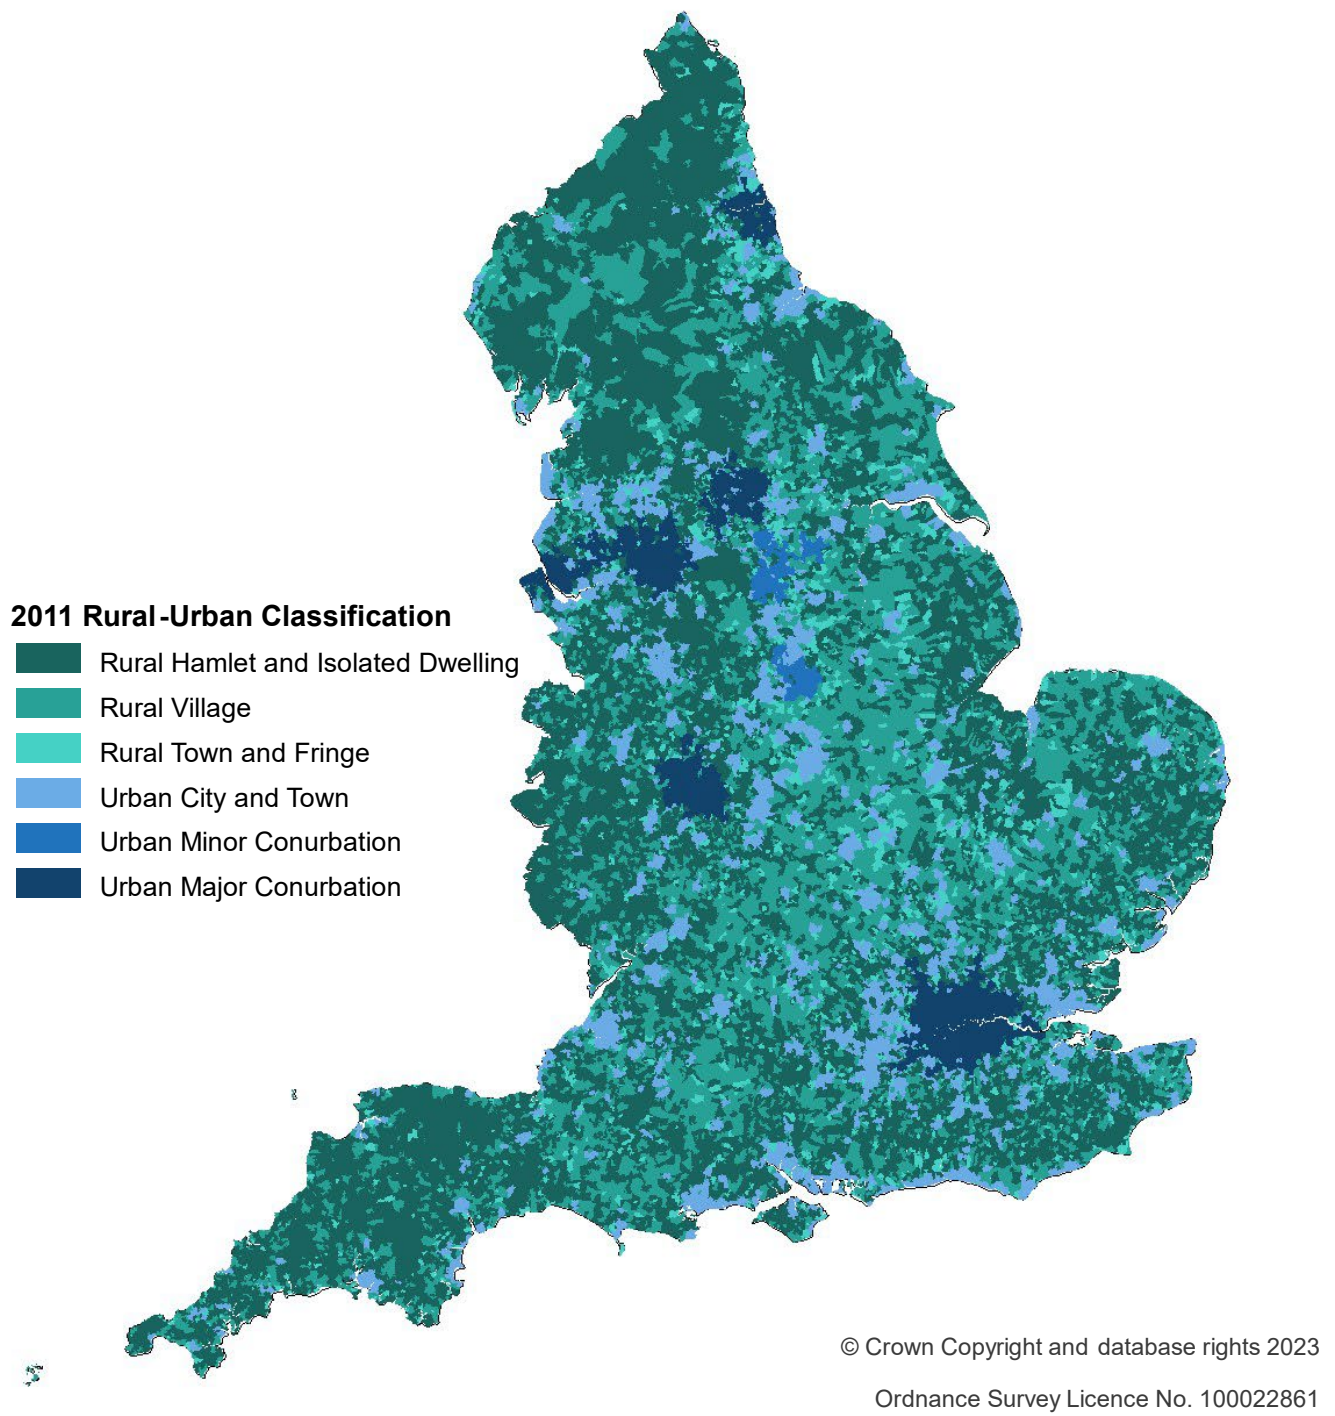 2011 Rural-Urban Classification
Rural Hamlet and Isolated Dwelling
Rural Village
Rural Town and Fringe
Urban City and Town
Urban Minor Conurbation
Urban Major Conurbation
© Crown Copyright and database rights 2023
Ordnance Survey Licence No. 100022861